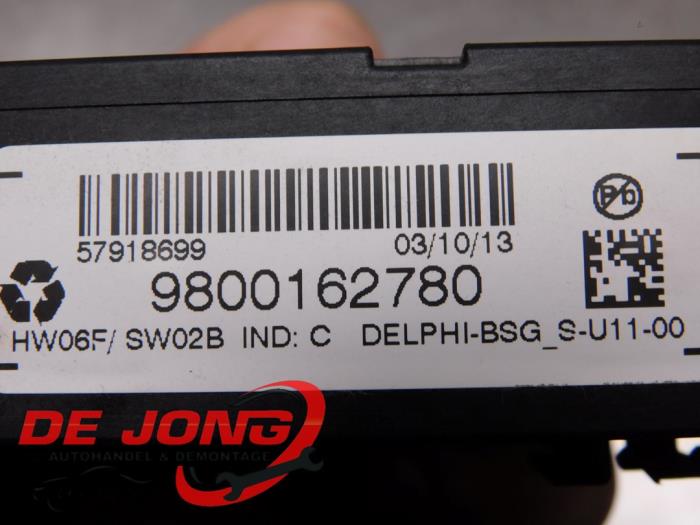 Pb
57918699 03/10/13
9800162780
HW06F/ SW02B IND: C DELPHI-BSG_S-U11-00
DE JONG
AUTOHANDEL & DEMONTAGE